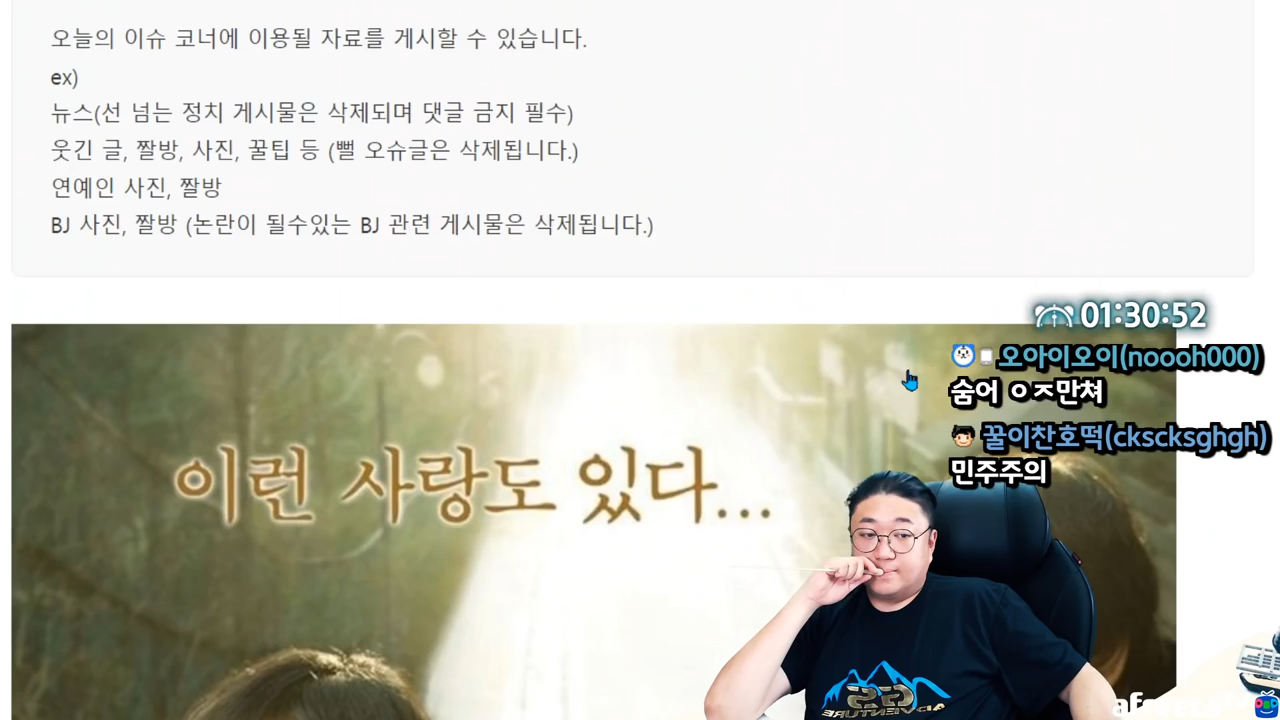 오늘의 이슈 코너에 이용될 자료를 게시할 수 있습니다.
ex)
뉴스(선 넘는 정치 게시물은 삭제되며 댓글 금지 필수)
웃긴 글, 짤방, 사진, 꿀팁 등 (뻘 오슈글은 삭제됩니다.)
연예인 사진, 짤방
BJ 사진, 짤방 (논란이 될수있는 BJ 관련 게시물은 삭제됩니다.)
01:30:52
오아이오이(noooh000)
숨어 ㅇㅈ만쳐
꿀이찬호떡(ckscksghgh)
민주주의
이런 사랑도 있다...
ADVENTURE